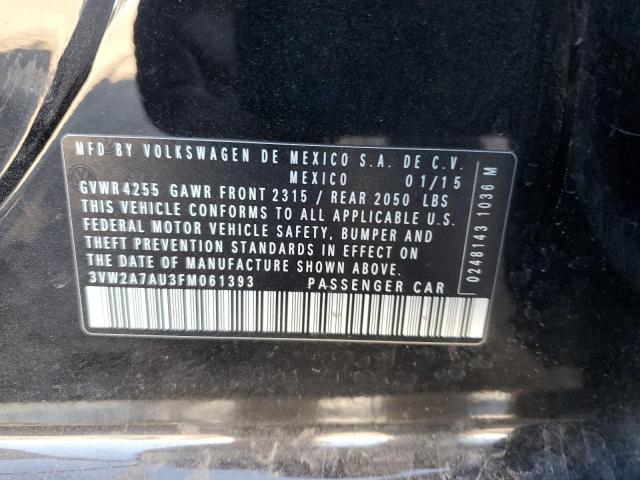 MFD BY VOLKSWAGEN DE MEXICO S.A. DE C.V.
MEXICO 01/15
GVWR 4255 GAWR FRONT 2315 / REAR 2050 LBS
THIS VEHICLE CONFORMS TO ALL APPLICABLE
FEDERAL MOTOR VEHICLE SAFETY, BUMPER AND
THEFT PREVENTION STANDARDS IN EFFECT ON
THE DATE OF MANUFACTURE SHOWN ABOVE.
3VW2A7AU3FM061393 PASSENGER CAR
0248143 1036 M